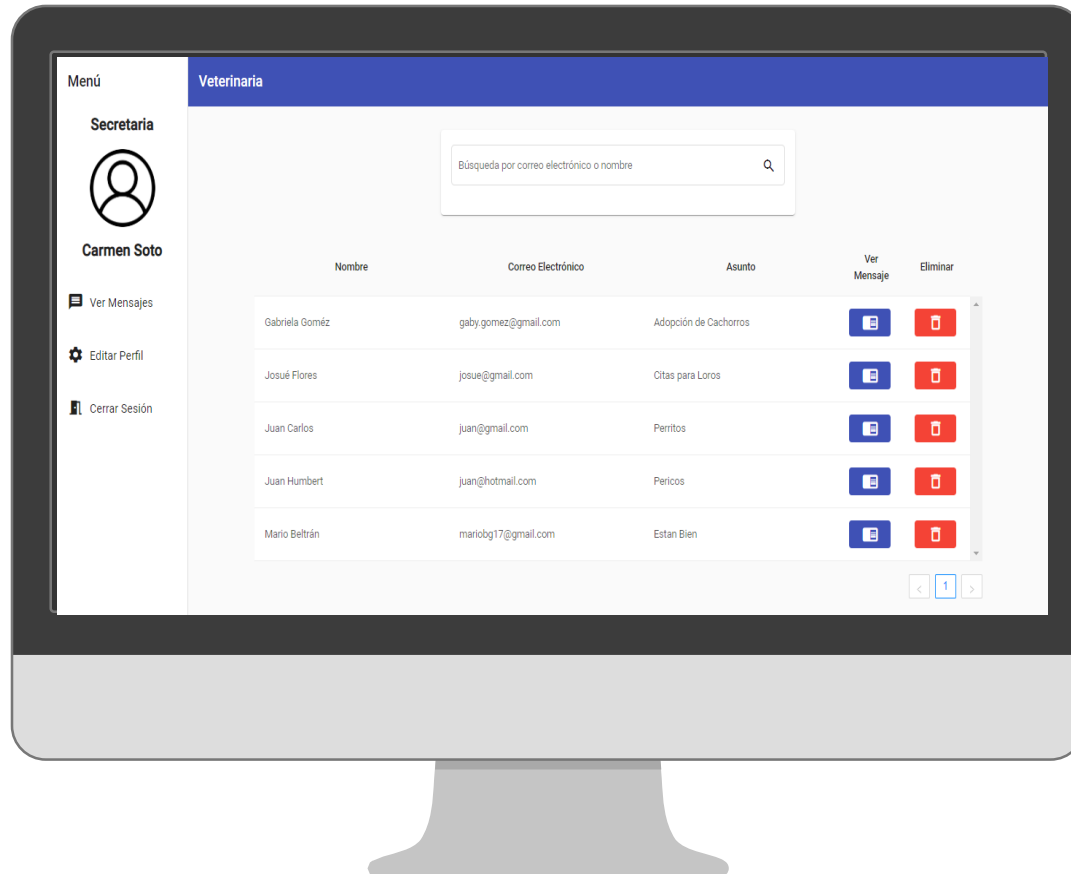 Menú
Veterinaria
Secretaria
Carmen Soto
Ver Mensajes
Editar Perfil
Cerrar Sesión
Búsqueda por correo electrónico o nombre
Nombre Correo Electrónico Asunto Ver Mensaje Eliminar
Gabriela Goméz gaby.gomez@gmail.com Adopción de Cachorros
Josué Flores josue@gmail.com Citas para Loros
Juan Carlos juan@gmail.com Perritos
Juan Humbert juan@hotmail.com Pericos
Mario Beltrán mariobg17@gmail.com Estan Bien
< 1 >